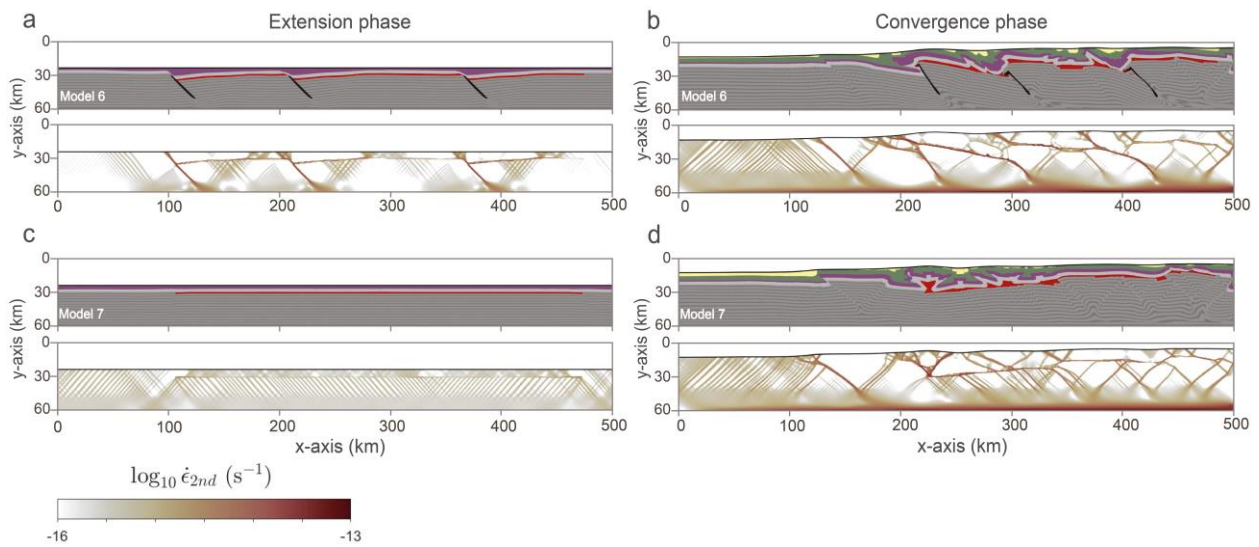 a Extension phase
b Convergence phase
y-axis (km)
0
30
60
Model 6
0
30
60
0 100 200 300 400 500
y-axis (km)
0
30
60
Model 6
0
30
60
0 100 200 300 400 500
c
y-axis (km)
0
30
60
Model 7
0
30
60
0 100 200 300 400 500
x-axis (km)
d
y-axis (km)
0
30
60
Model 7
0
30
60
0 100 200 300 400 500
x-axis (km)
log₁₀ ε̇₂ₙd (s⁻¹)
-16 -13